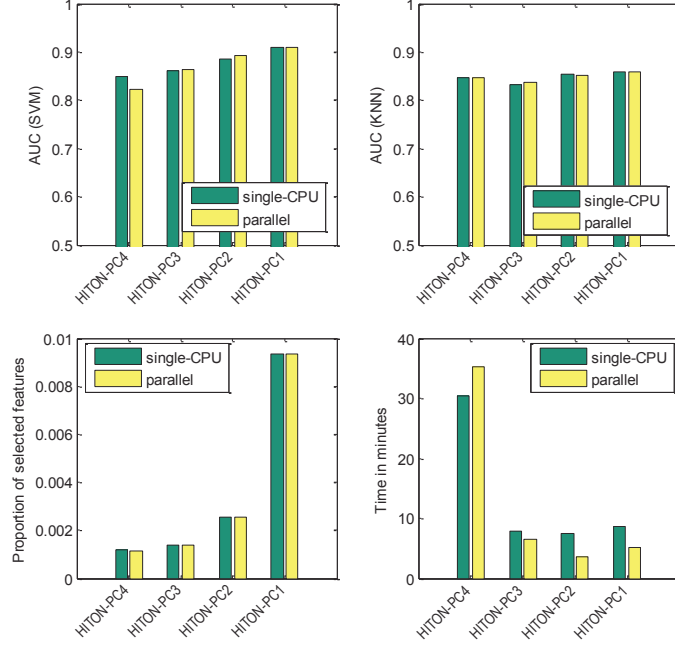 1
0.9
0.8
0.7
0.6
0.5
AUC (SVM)
single-CPU
parallel
HITON-PC4
HITON-PC3
HITON-PC2
HITON-PC1
1
0.9
0.8
0.7
0.6
0.5
AUC (KNN)
single-CPU
parallel
HITON-PC4
HITON-PC3
HITON-PC2
HITON-PC1
0.01
0.008
0.006
0.004
0.002
0
Proportion of selected features
single-CPU
parallel
HITON-PC4
HITON-PC3
HITON-PC2
HITON-PC1
40
30
20
10
0
Time in minutes
single-CPU
parallel
HITON-PC4
HITON-PC3
HITON-PC2
HITON-PC1